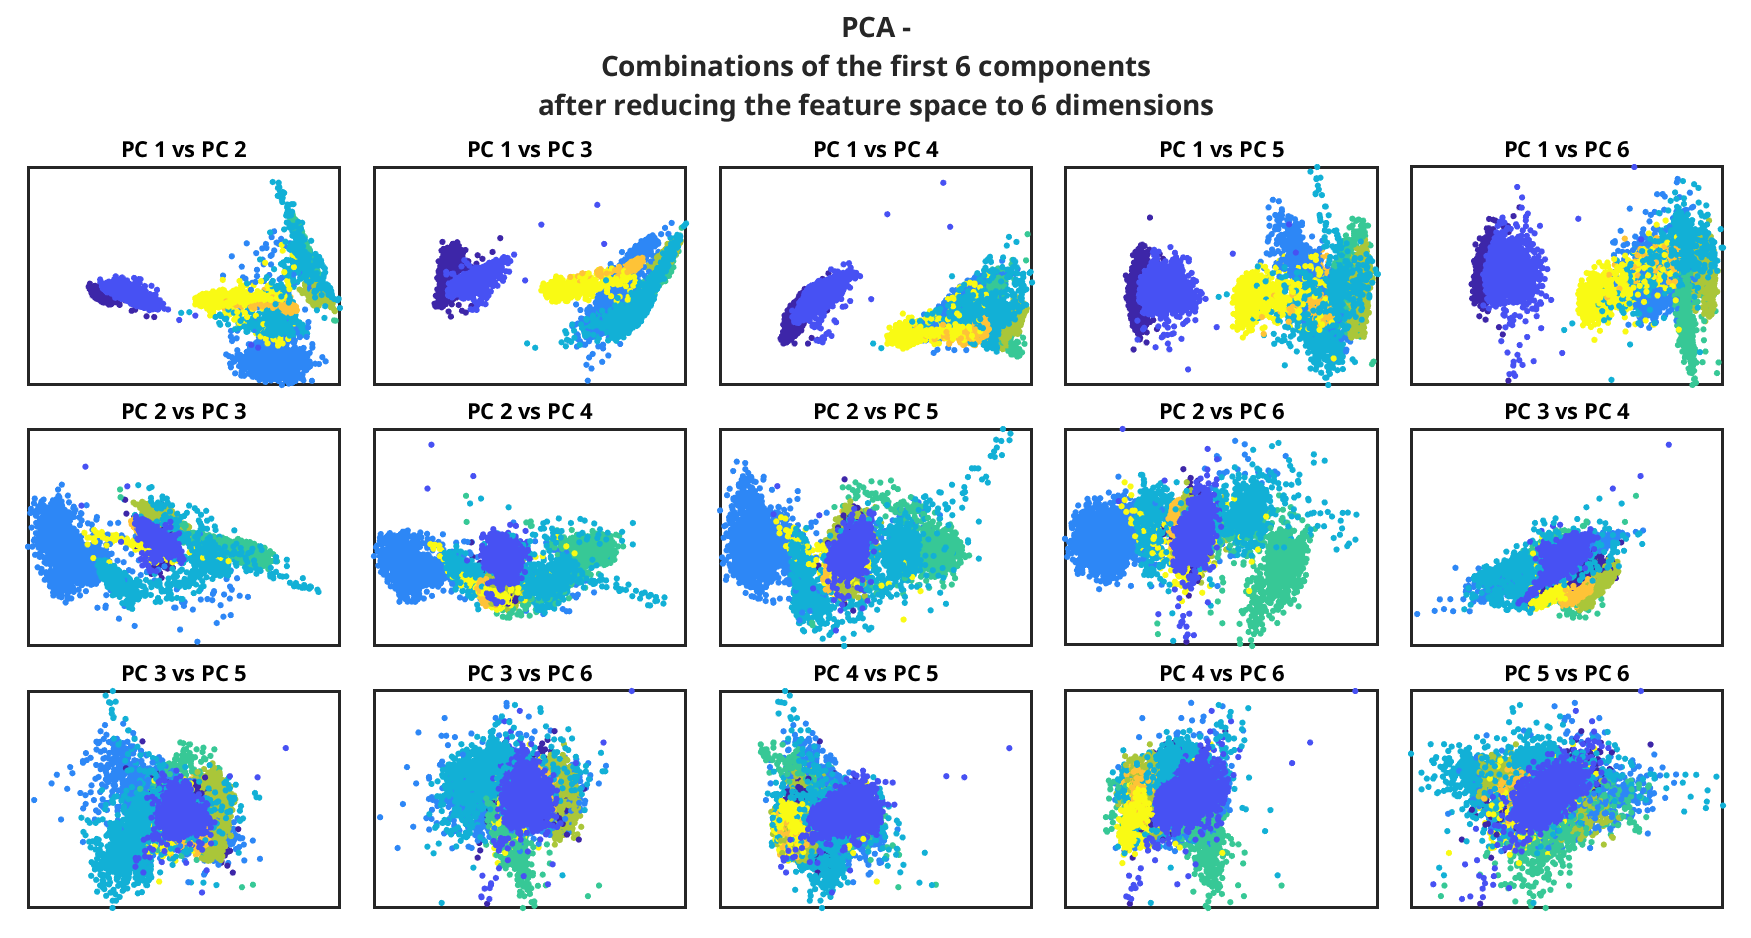 PCA -
Combinations of the first 6 components
after reducing the feature space to 6 dimensions
PC 1 vs PC 2
PC 1 vs PC 3
PC 1 vs PC 4
PC 1 vs PC 5
PC 1 vs PC 6
PC 2 vs PC 3
PC 2 vs PC 4
PC 2 vs PC 5
PC 2 vs PC 6
PC 3 vs PC 4
PC 3 vs PC 5
PC 3 vs PC 6
PC 4 vs PC 5
PC 4 vs PC 6
PC 5 vs PC 6